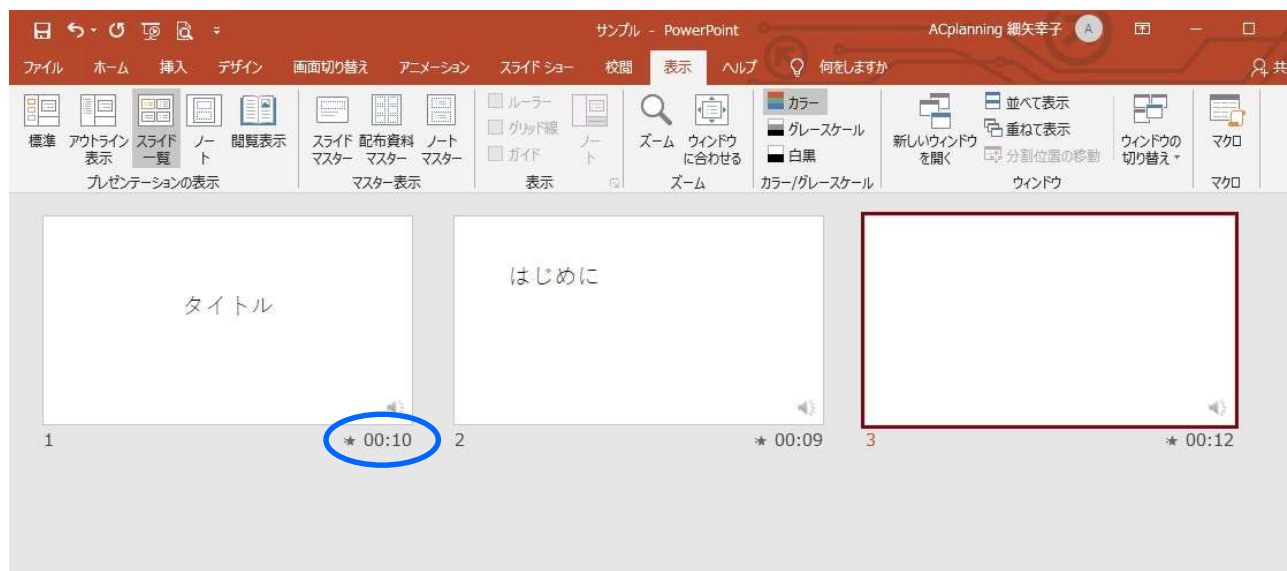 サンプル - PowerPoint
ACplanning 細矢幸子
A
ファイル ホーム 挿入 デザイン 画面切り替え アニメーション スライド ショー 校閲 表示 ヘルプ 何をしますか 共
標準
アウトライン
表示
スライド
一覧
ノー
ト
閲覧表示
プレゼンテーションの表示
スライド
マスター
配布資料
マスター
ノート
マスター
マスター表示
ルーラー
グリッド線
ガイド
ノー
ト
表示
ズーム
ウィンドウ
に合わせる
ズーム
カラー
グレースケール
白黒
カラー/グレースケール
新しいウィンドウ
を開く
並べて表示
重ねて表示
分割位置の移動
ウィンドウの
切り替え
ウィンドウ
マクロ
マクロ
タイトル
はじめに
1 00:10 2 00:09 3 00:12